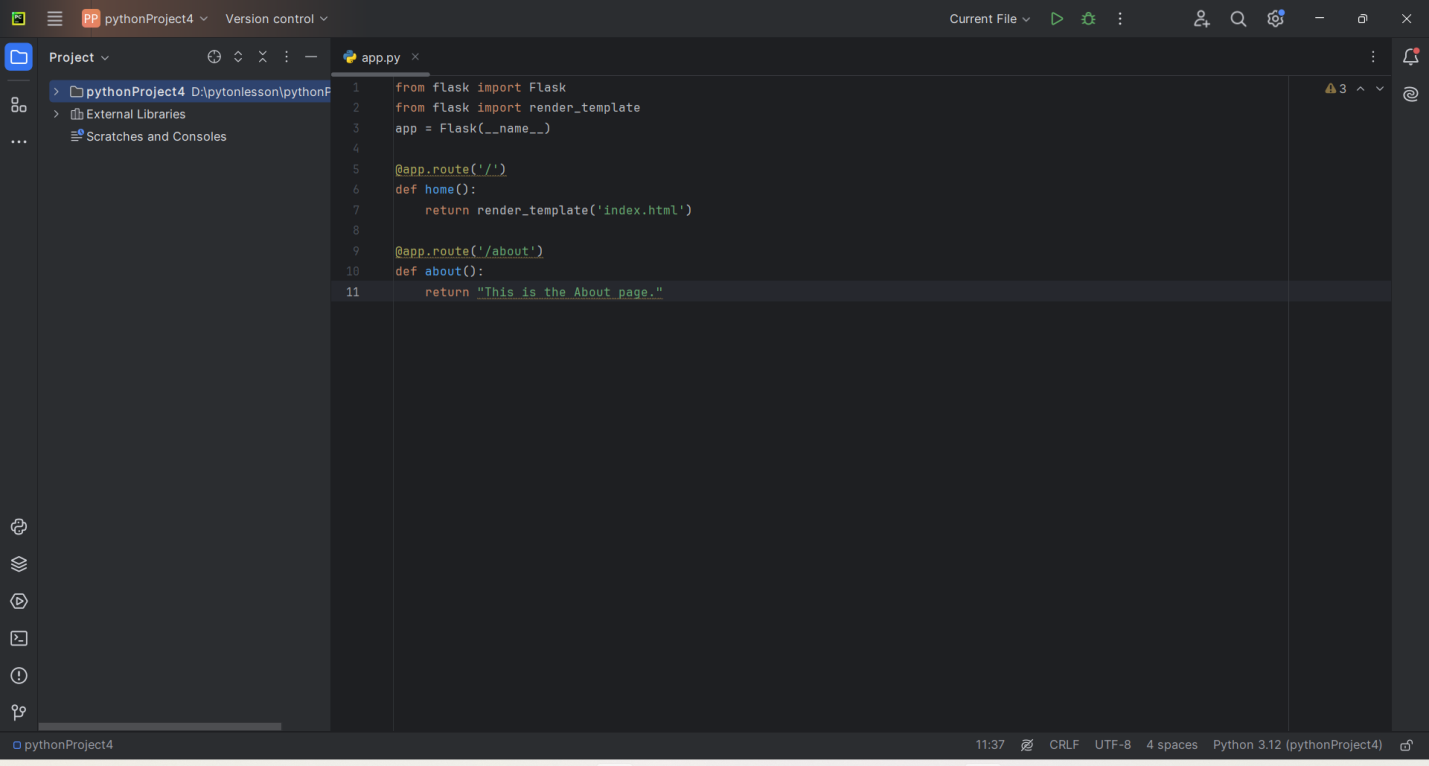 PC
PP pythonProject4 Version control Current File
Project
app.py
pythonProject4 D:\pytonlesson\pythonP
External Libraries
Scratches and Consoles
3
1 from flask import Flask
2 from flask import render_template
3 app = Flask(__name__)
4
5 @app.route('/')
6 def home():
7 return render_template('index.html')
8
9 @app.route('/about')
10 def about():
11 return "This is the About page."
pythonProject4 11:37 CRLF UTF-8 4 spaces Python 3.12 (pythonProject4)